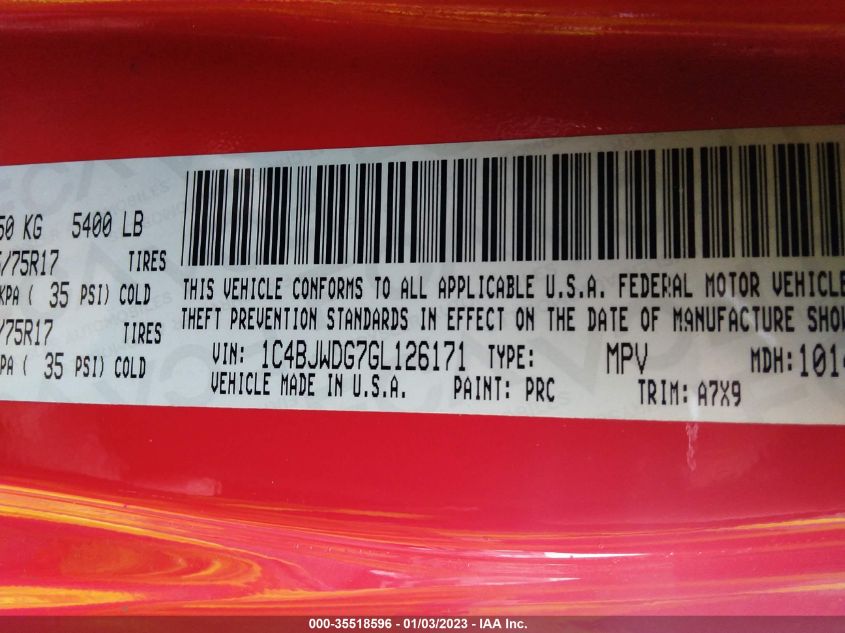 50 KG 5400 LB
/75R17 TIRES
KPA ( 35 PSI) COLD
/75R17 TIRES
PA ( 35 PSI) COLD
THIS VEHICLE CONFORMS TO ALL APPLICABLE U.S.A. FEDERAL MOTOR VEHICLE
THEFT PREVENTION STANDARDS IN EFFECT ON THE DATE OF MANUFACTURE SHOW
VIN: 1C4BJWDG7GL126171 TYPE: MPV MDH: 1014
VEHICLE MADE IN U.S.A. PAINT: PRC TRIM: A7X9
000-35518596 - 01/03/2023 - IAA Inc.